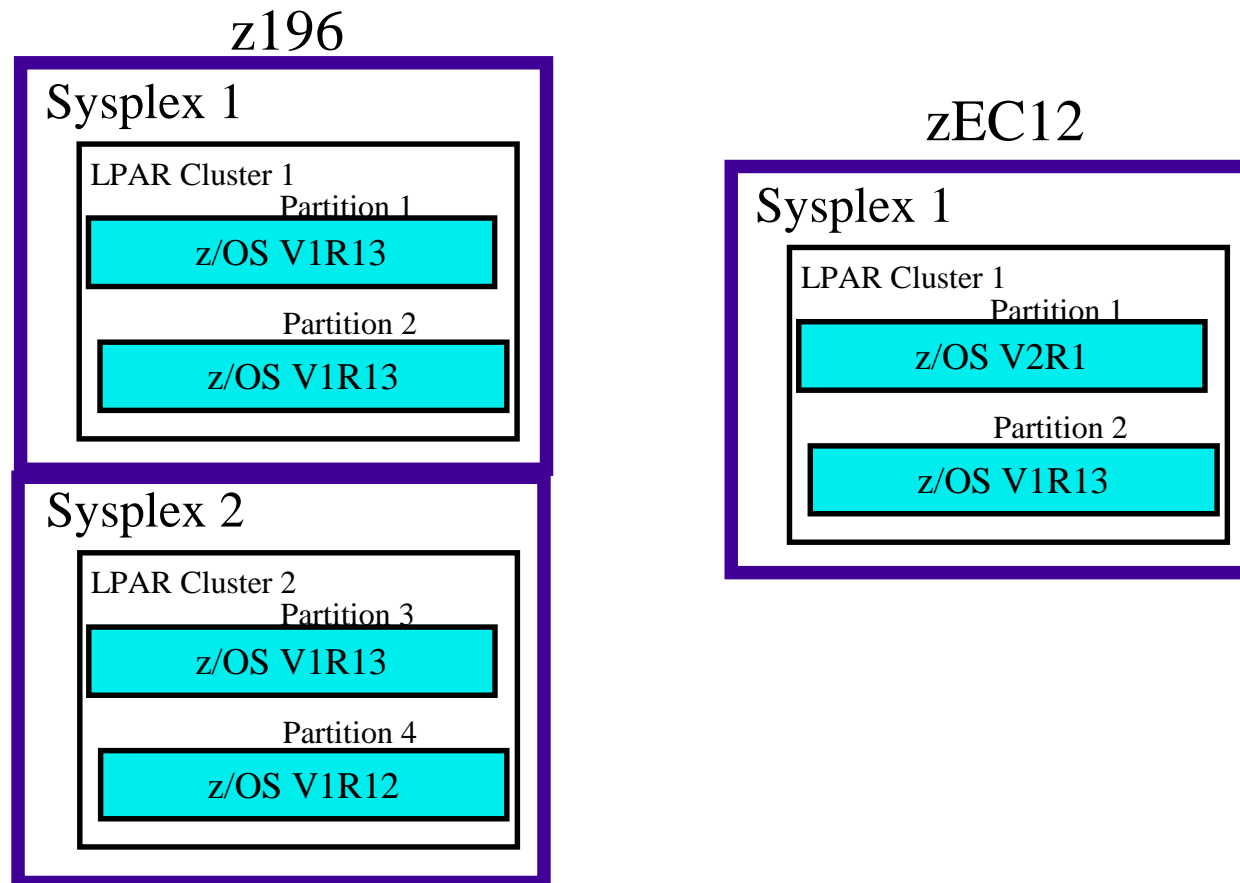 z196
Sysplex 1
LPAR Cluster 1
Partition 1
z/OS V1R13
Partition 2
z/OS V1R13
Sysplex 2
LPAR Cluster 2
Partition 3
z/OS V1R13
Partition 4
z/OS V1R12
zEC12
Sysplex 1
LPAR Cluster 1
Partition 1
z/OS V2R1
Partition 2
z/OS V1R13